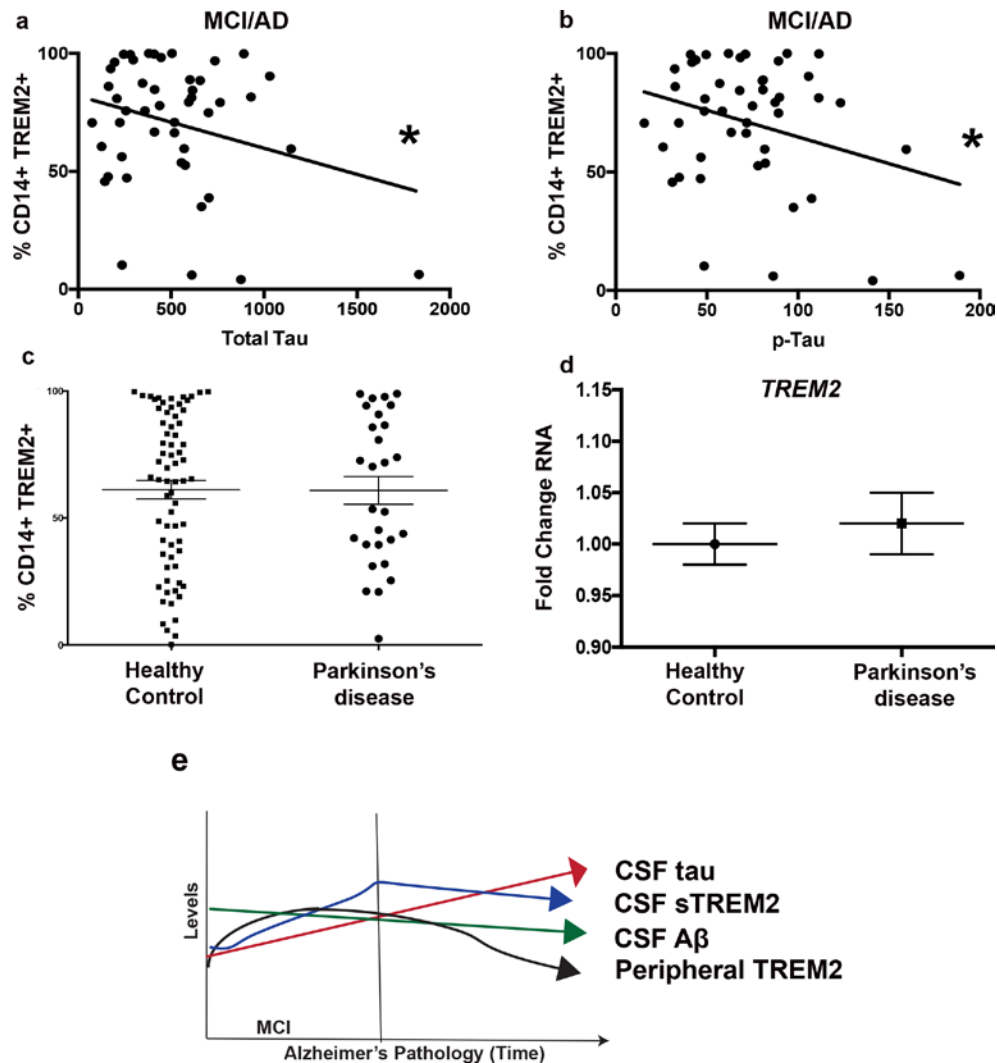 a
MCI/AD
% CD14+ TREM2+
100
50
0
0 500 1000 1500 2000
Total Tau
*
b
MCI/AD
% CD14+ TREM2+
100
50
0
0 50 100 150 200
p-Tau
*
c
% CD14+ TREM2+
100
50
0
Healthy
Control
Parkinson's
disease
d
TREM2
Fold Change RNA
1.15
1.10
1.05
1.00
0.95
0.90
Healthy
Control
Parkinson's
disease
e
Levels
CSF tau
CSF sTREM2
CSF Aβ
Peripheral TREM2
MCI
Alzheimer's Pathology (Time)